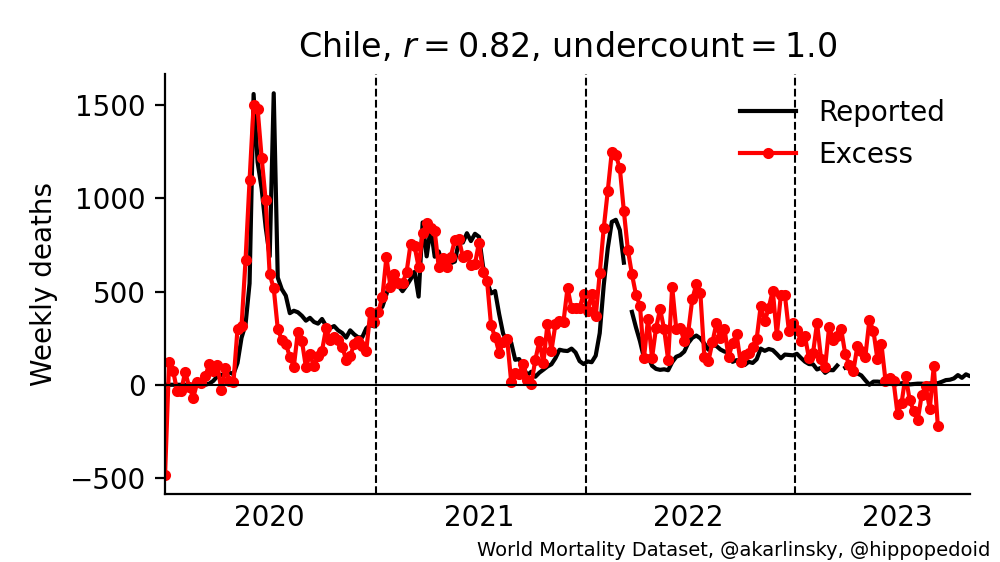 Chile, r = 0.82, undercount = 1.0
Weekly deaths
1500
1000
500
0
−500
Reported
Excess
2020 2021 2022 2023
World Mortality Dataset, @akarlinsky, @hippopedoid